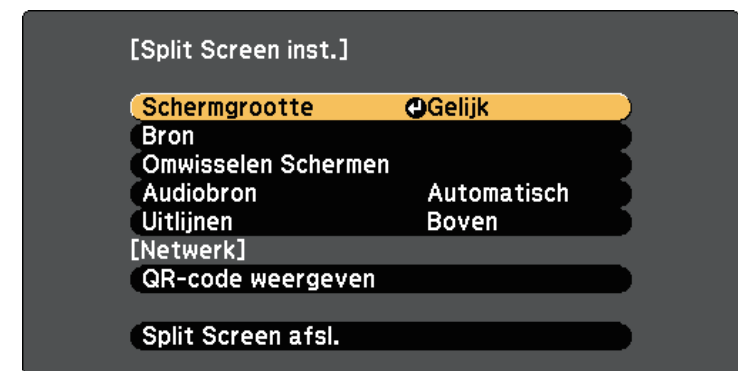 [Split Screen inst.]
Schermgrootte Gelijk
Bron
Omwisselen Schermen
Audiobron Automatisch
Uitlijnen Boven
[Netwerk]
QR-code weergeven
Split Screen afsl.